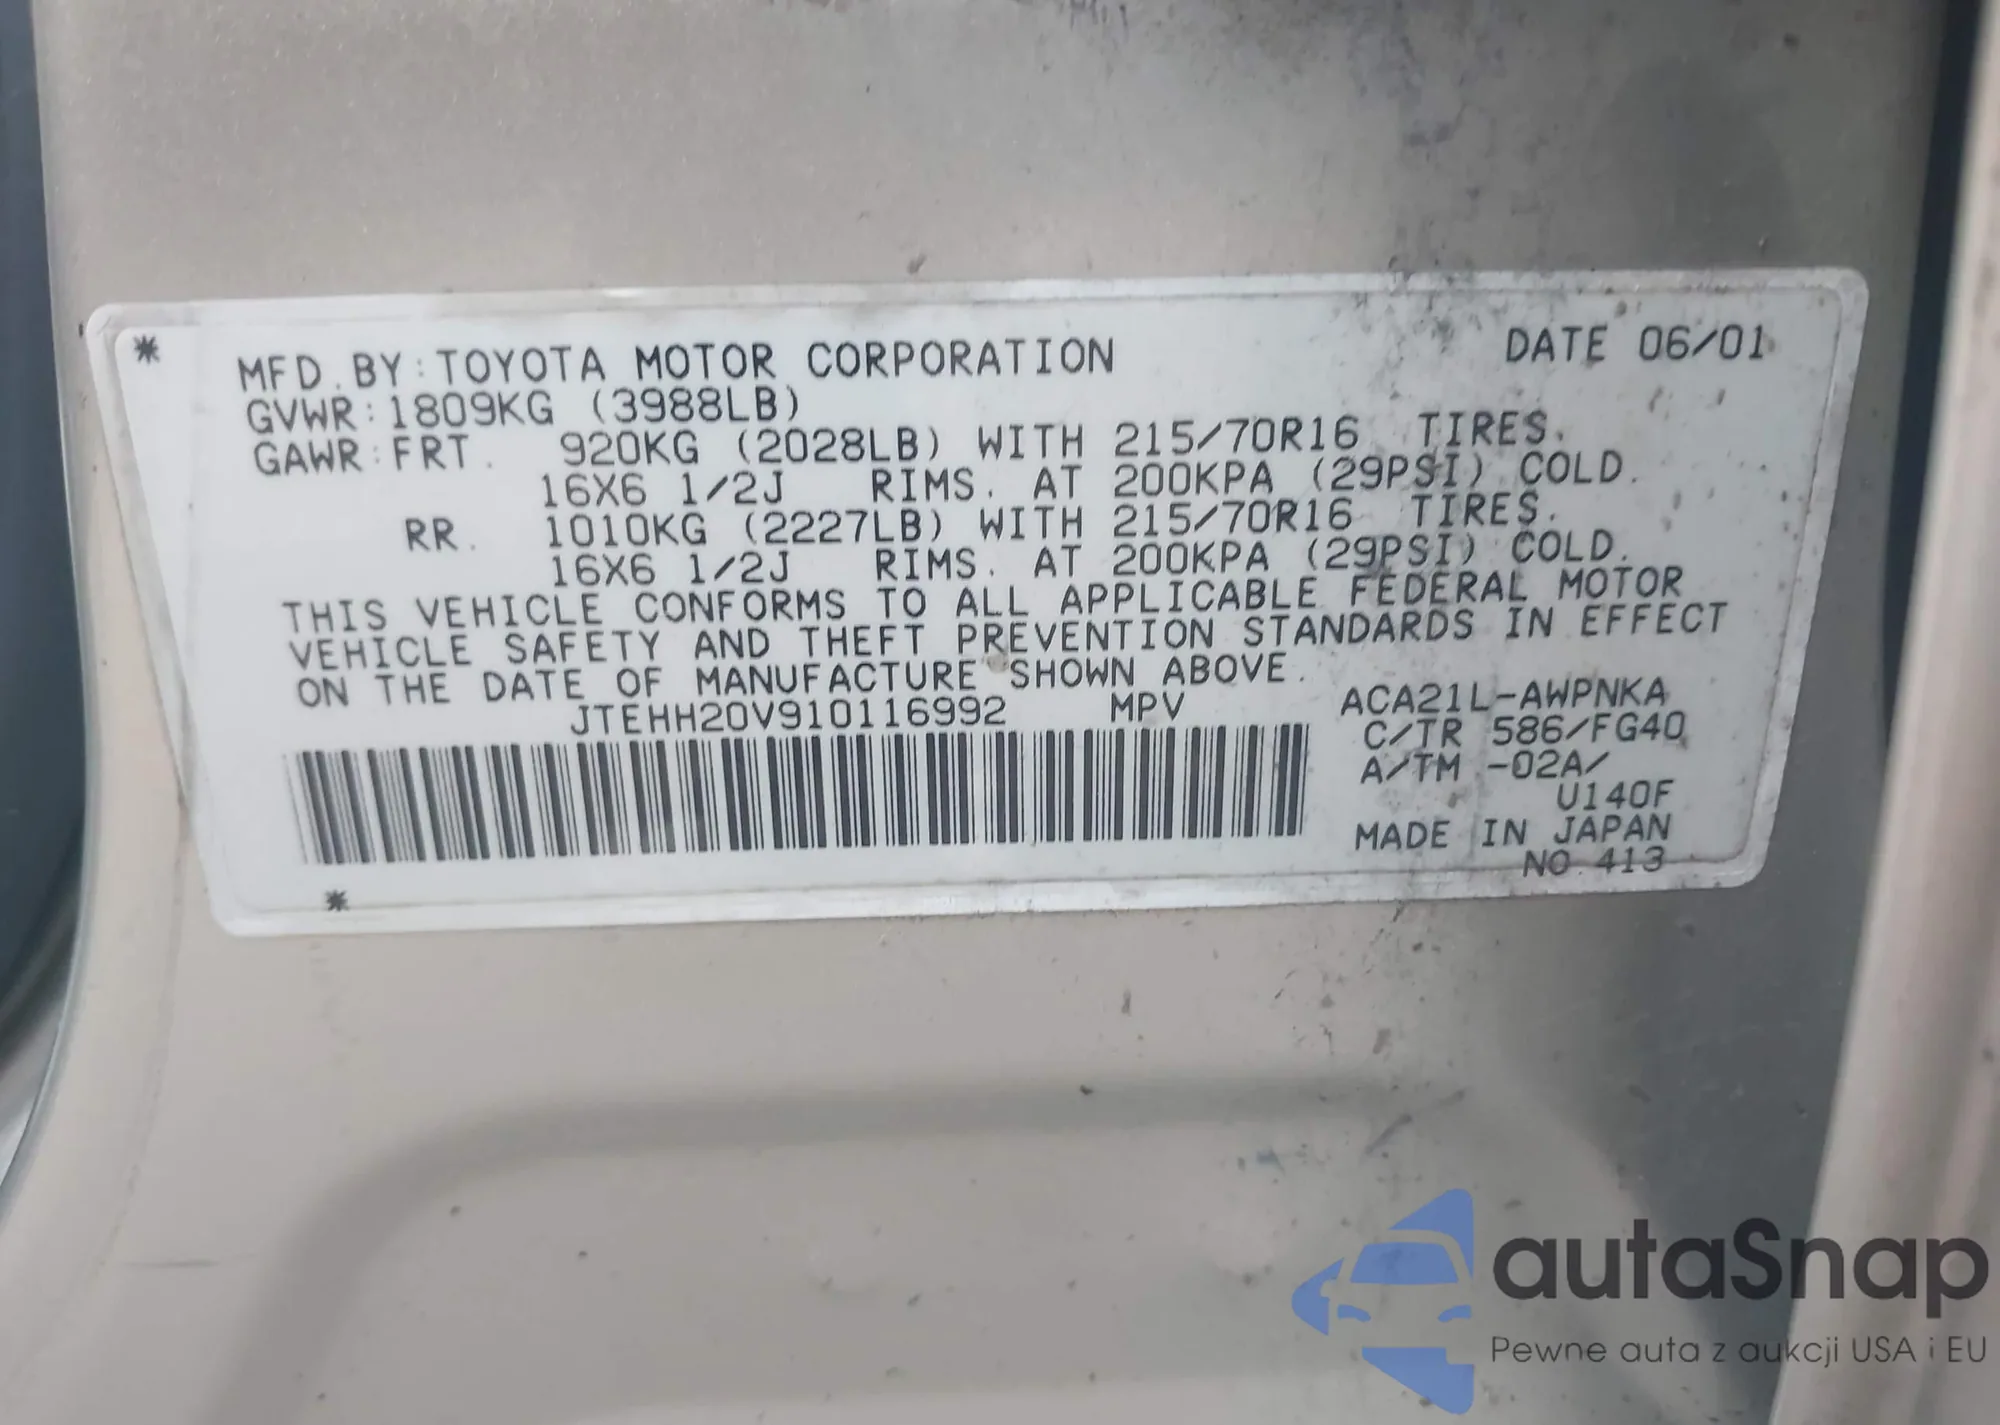 * MFD. BY: TOYOTA MOTOR CORPORATION DATE 06/01
GVWR: 1809KG (3988LB)
GAWR: FRT. 920KG (2028LB) WITH 215/70R16 TIRES.
16X6 1/2J RIMS. AT 200KPA (29PSI) COLD.
RR. 1010KG (2227LB) WITH 215/70R16 TIRES.
16X6 1/2J RIMS. AT 200KPA (29PSI) COLD.
THIS VEHICLE CONFORMS TO ALL APPLICABLE FEDERAL MOTOR
VEHICLE SAFETY AND THEFT PREVENTION STANDARDS IN EFFECT
ON THE DATE OF MANUFACTURE SHOWN ABOVE.
JTEHH20V910116992 MPV ACA21L-AWPNKA
C/TR 586/FG40
A/TM -02A/
U140F
MADE IN JAPAN
NO.413
*
autaSnap
Pewne auta z aukcji USA i EU